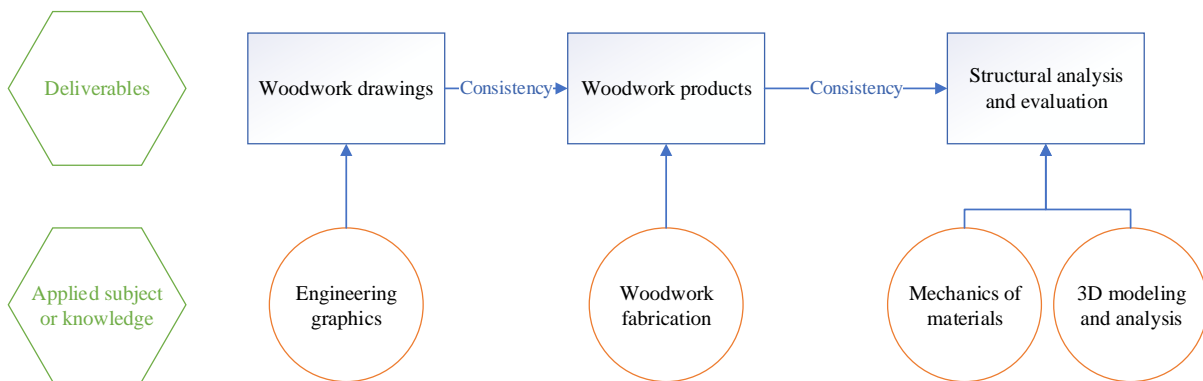 Deliverables
Woodwork drawings
Consistency
Woodwork products
Consistency
Structural analysis
and evaluation
Applied subject
or knowledge
Engineering
graphics
Woodwork
fabrication
Mechanics of
materials
3D modeling
and analysis